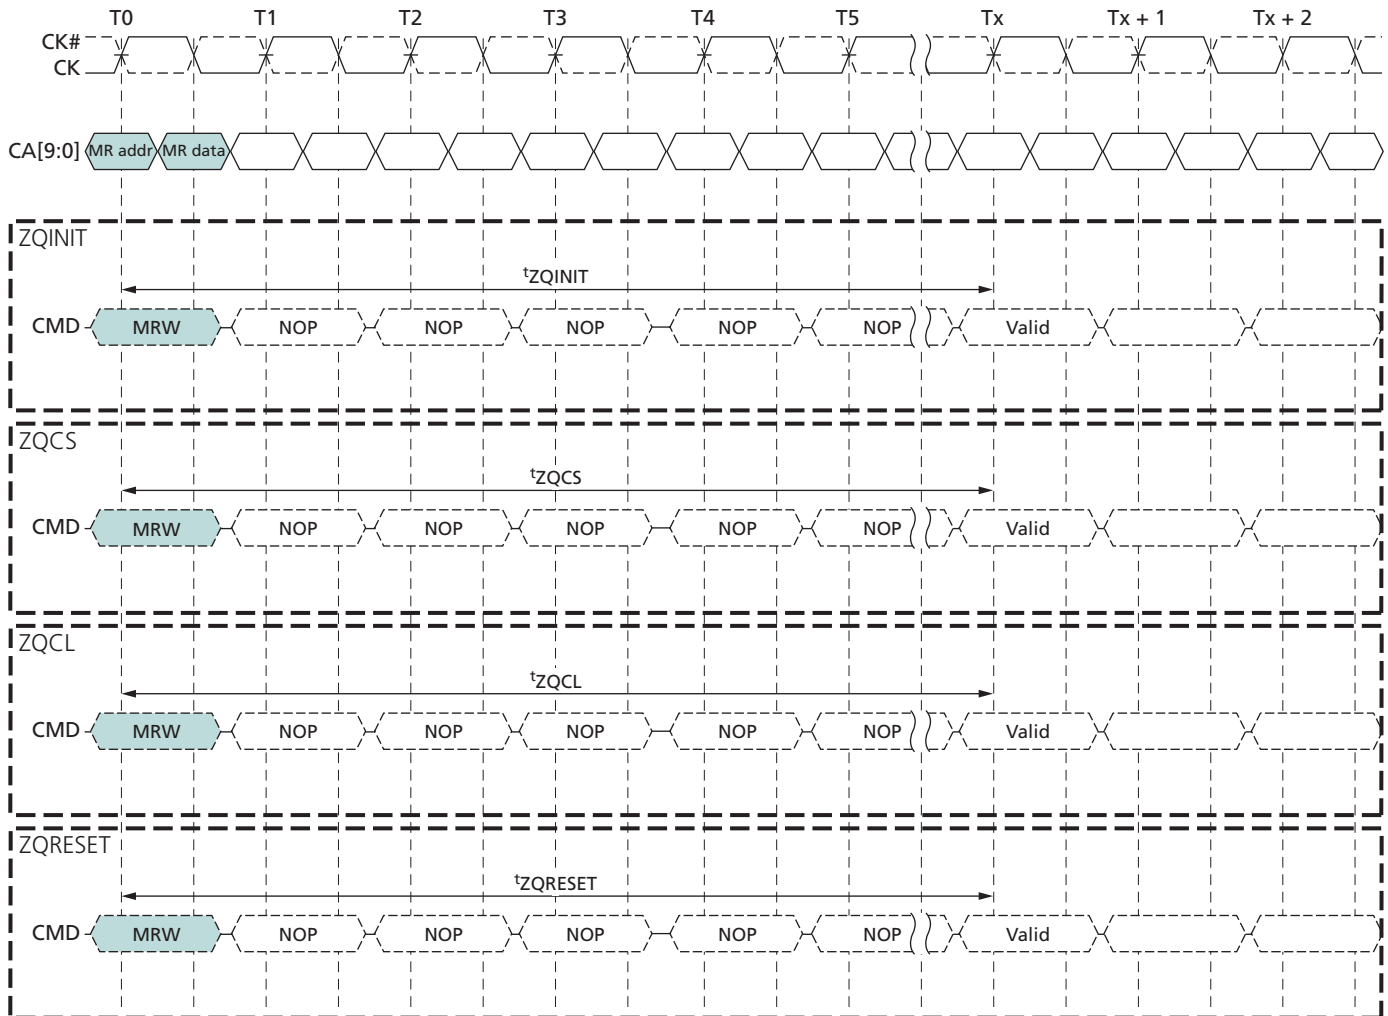 T0 T1 T2 T3 T4 T5 Tx Tx + 1 Tx + 2
CK#
CK
CA[9:0] MR addr MR data
ZQINIT
tZQINIT
CMD MRW NOP NOP NOP NOP NOP Valid
ZQCS
tZQCS
CMD MRW NOP NOP NOP NOP NOP Valid
ZQCL
tZQCL
CMD MRW NOP NOP NOP NOP NOP Valid
ZQRESET
tZQRESET
CMD MRW NOP NOP NOP NOP NOP Valid